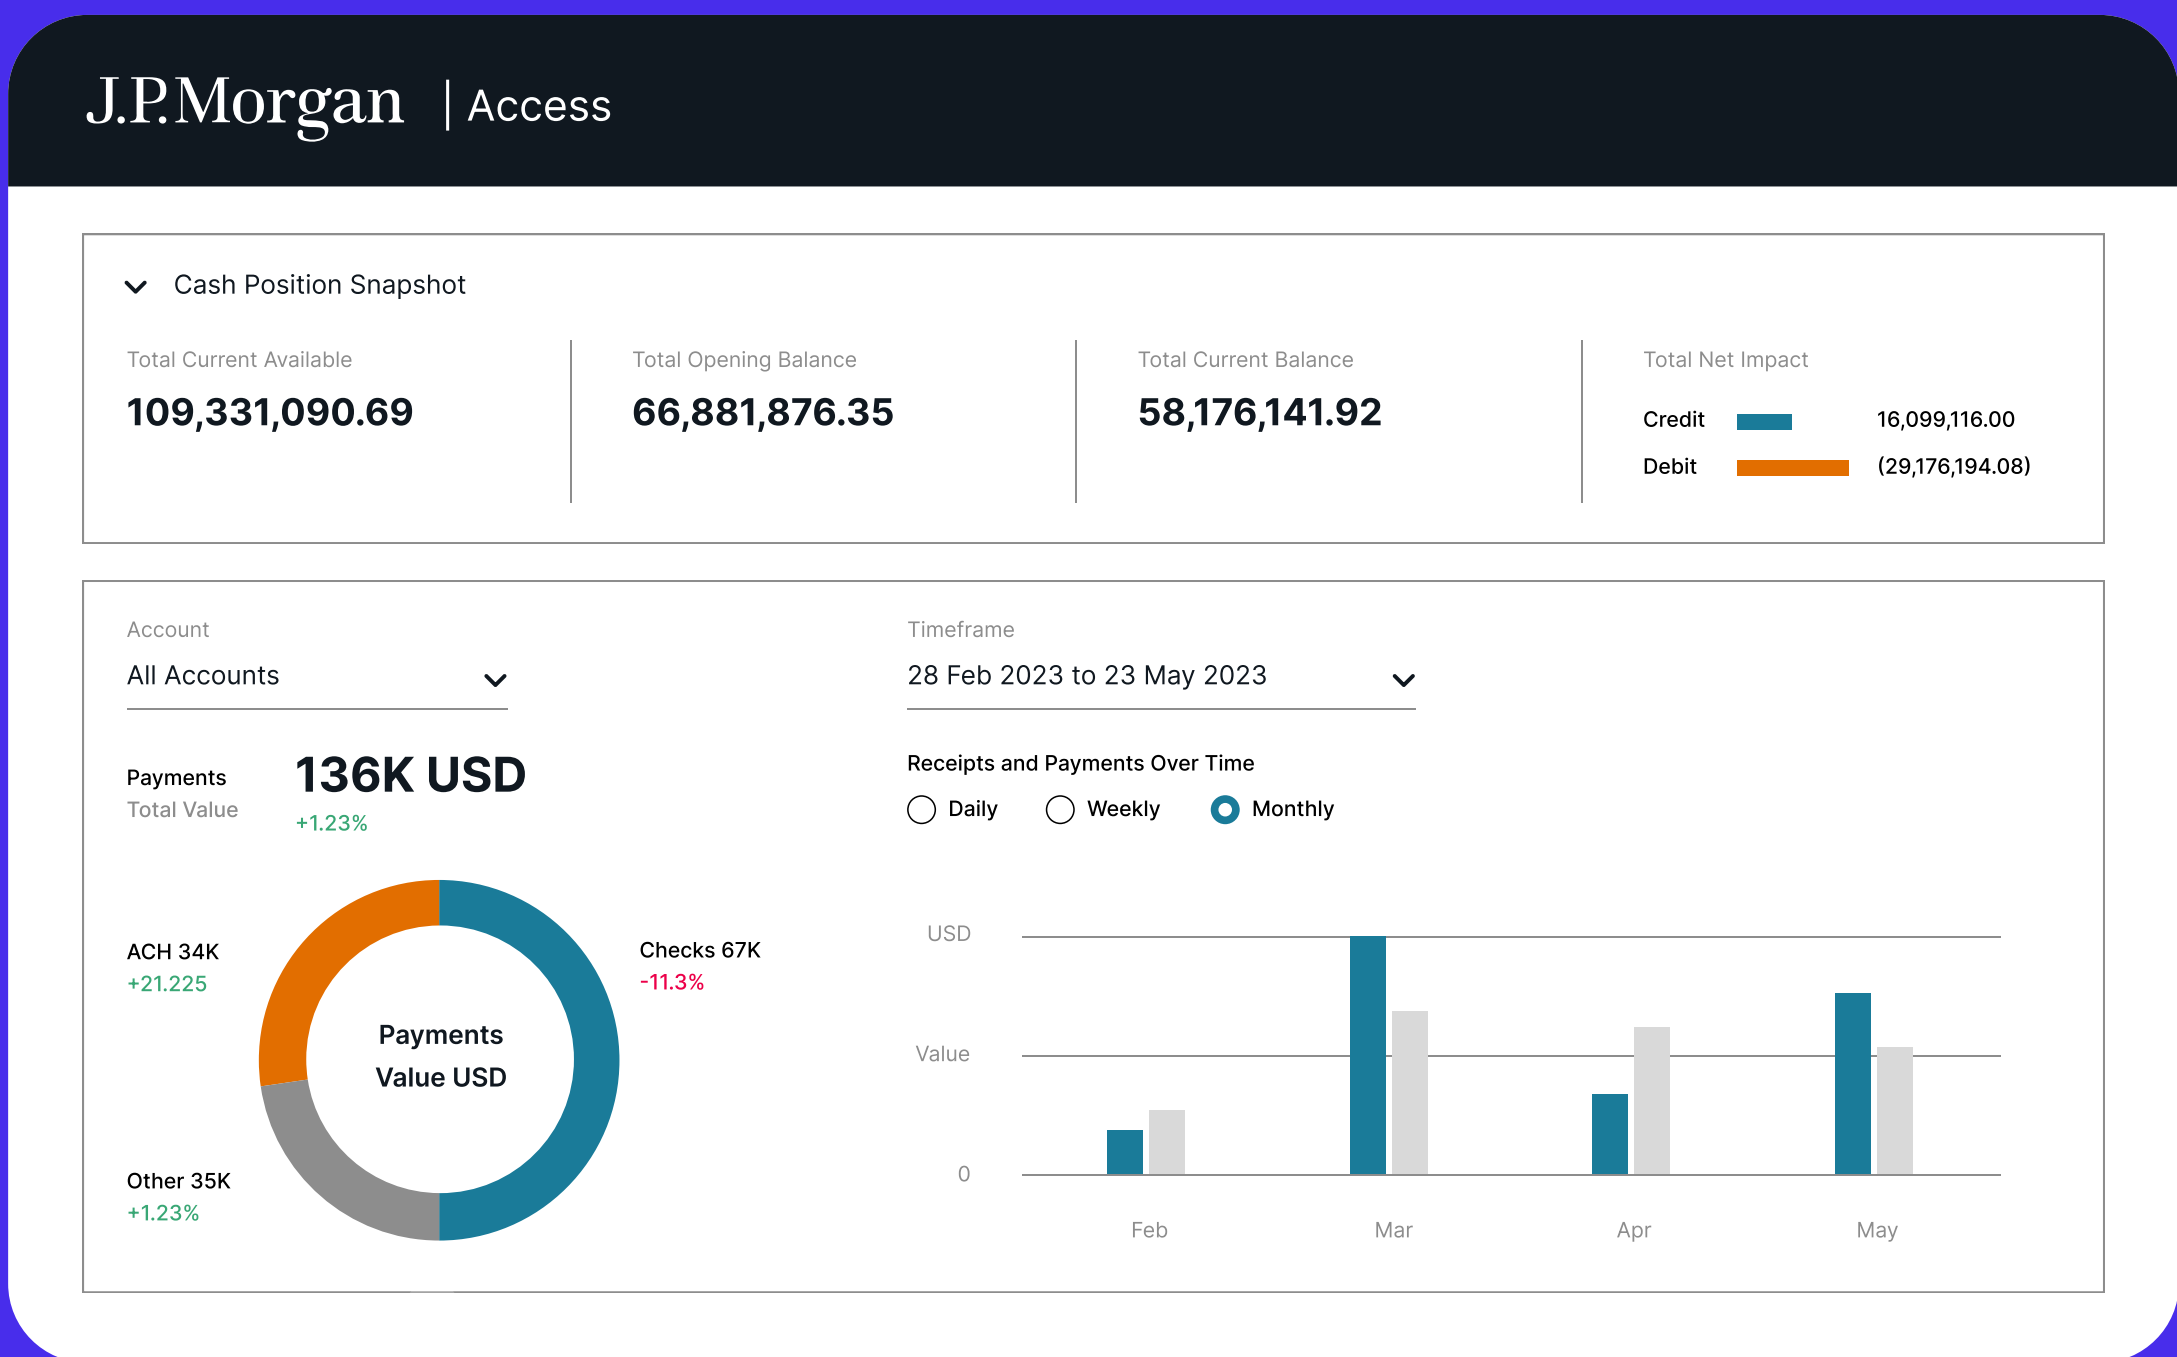 J.P.Morgan | Access
Cash Position Snapshot
Total Current Available
109,331,090.69
Total Opening Balance
66,881,876.35
Total Current Balance
58,176,141.92
Total Net Impact
Credit 16,099,116.00
Debit (29,176,194.08)
Account
All Accounts
Timeframe
28 Feb 2023 to 23 May 2023
Payments
Total Value
136K USD
+1.23%
ACH 34K
+21.225
Checks 67K
-11.3%
Payments
Value USD
Other 35K
+1.23%
Receipts and Payments Over Time
Daily Weekly Monthly
USD
Value
0
Feb Mar Apr May